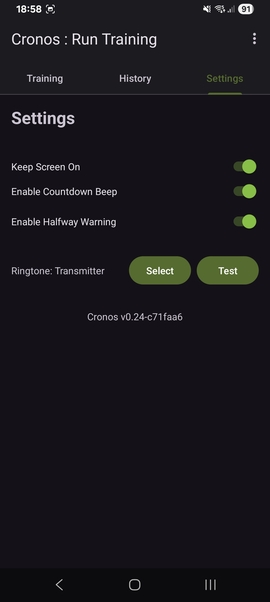 18:58 91
Cronos : Run Training
Training History Settings
Settings
Keep Screen On
Enable Countdown Beep
Enable Halfway Warning
Ringtone: Transmitter Select Test
Cronos v0.24-c71faa6